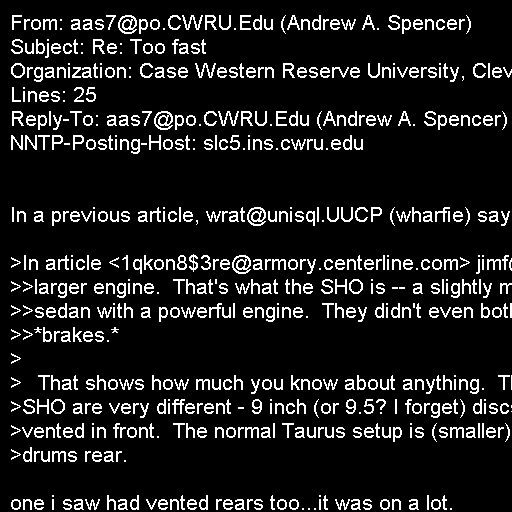 From: aas7@po.CWRU.Edu (Andrew A. Spencer)
Subject: Re: Too fast
Organization: Case Western Reserve University, Clev
Lines: 25
Reply-To: aas7@po.CWRU.Edu (Andrew A. Spencer)
NNTP-Posting-Host: slc5.ins.cwru.edu

In a previous article, wrat@unisql.UUCP (wharfie) say

>In article <1qkon8$3re@armory.centerline.com> jimf@
>>larger engine.  That's what the SHO is -- a slightly m
>>sedan with a powerful engine.  They didn't even both
>>*brakes.*
>
>   That shows how much you know about anything.  Th
>SHO are very different - 9 inch (or 9.5? I forget) discs
>vented in front.  The normal Taurus setup is (smaller)
>drums rear.

one i saw had vented rears too...it was on a lot.